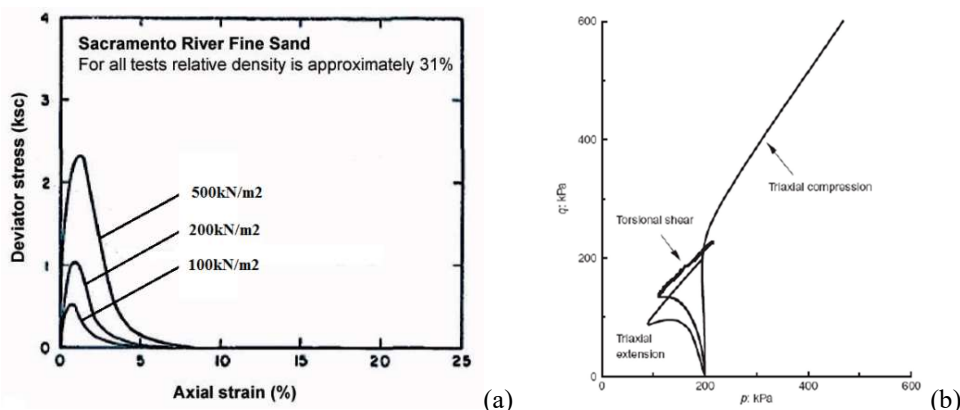 4
3
2
1
0
Deviator stress (ksc)
Sacramento River Fine Sand
For all tests relative density is approximately 31%
500kN/m2
200kN/m2
100kN/m2
0 5 10 15 20 25
Axial strain (%)
(a)
600
400
200
0
q: kPa
Triaxial compression
Torsional shear
Triaxial
extension
0 200 400 600
p: kPa
(b)